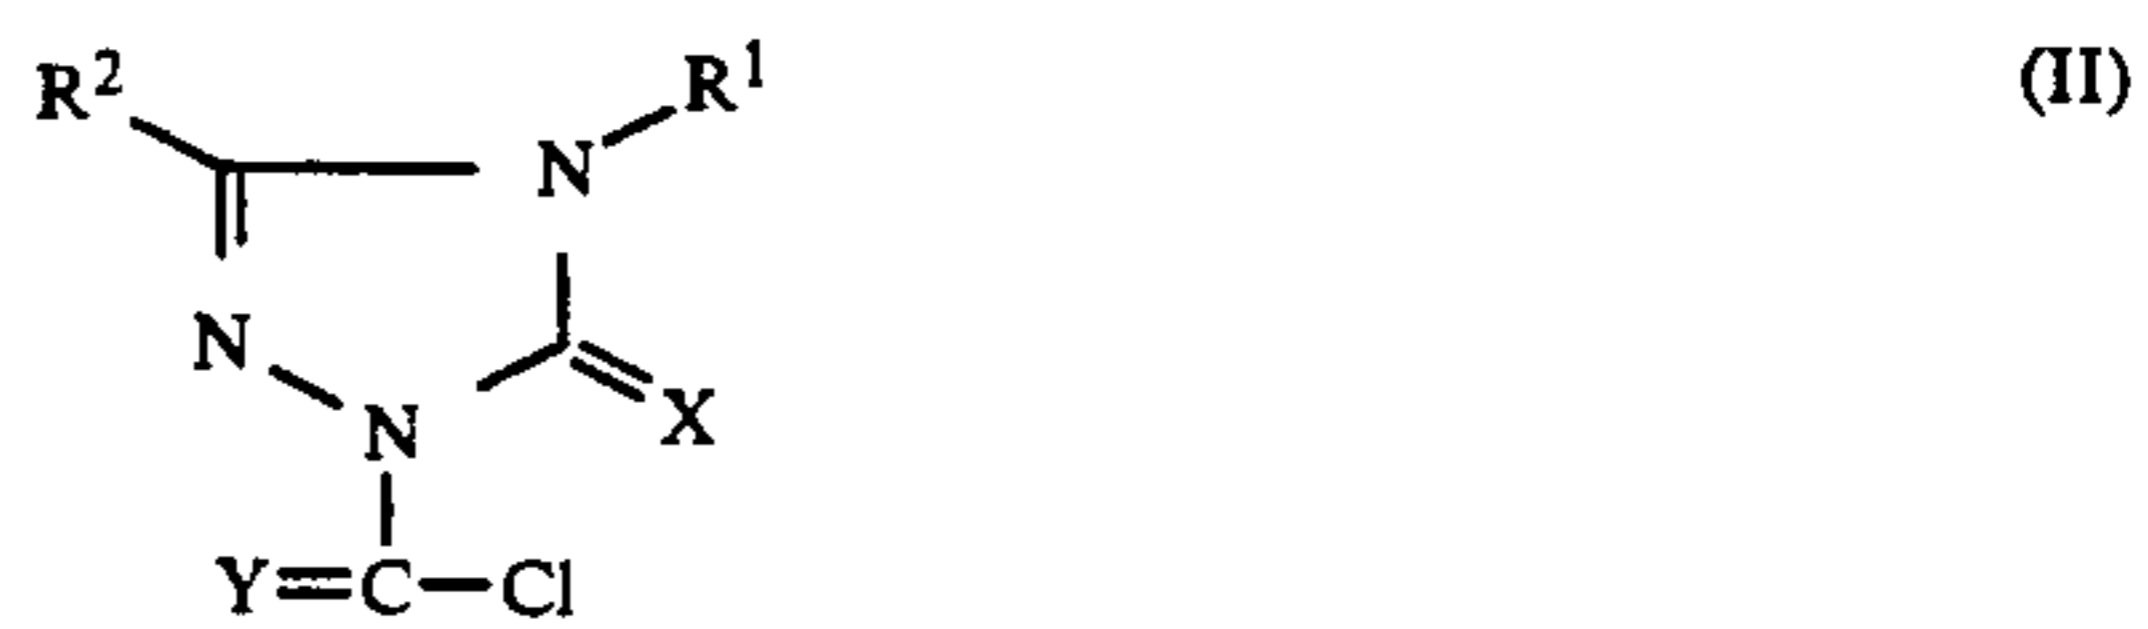 R² N R¹ (II)
N N X
Y=C—Cl